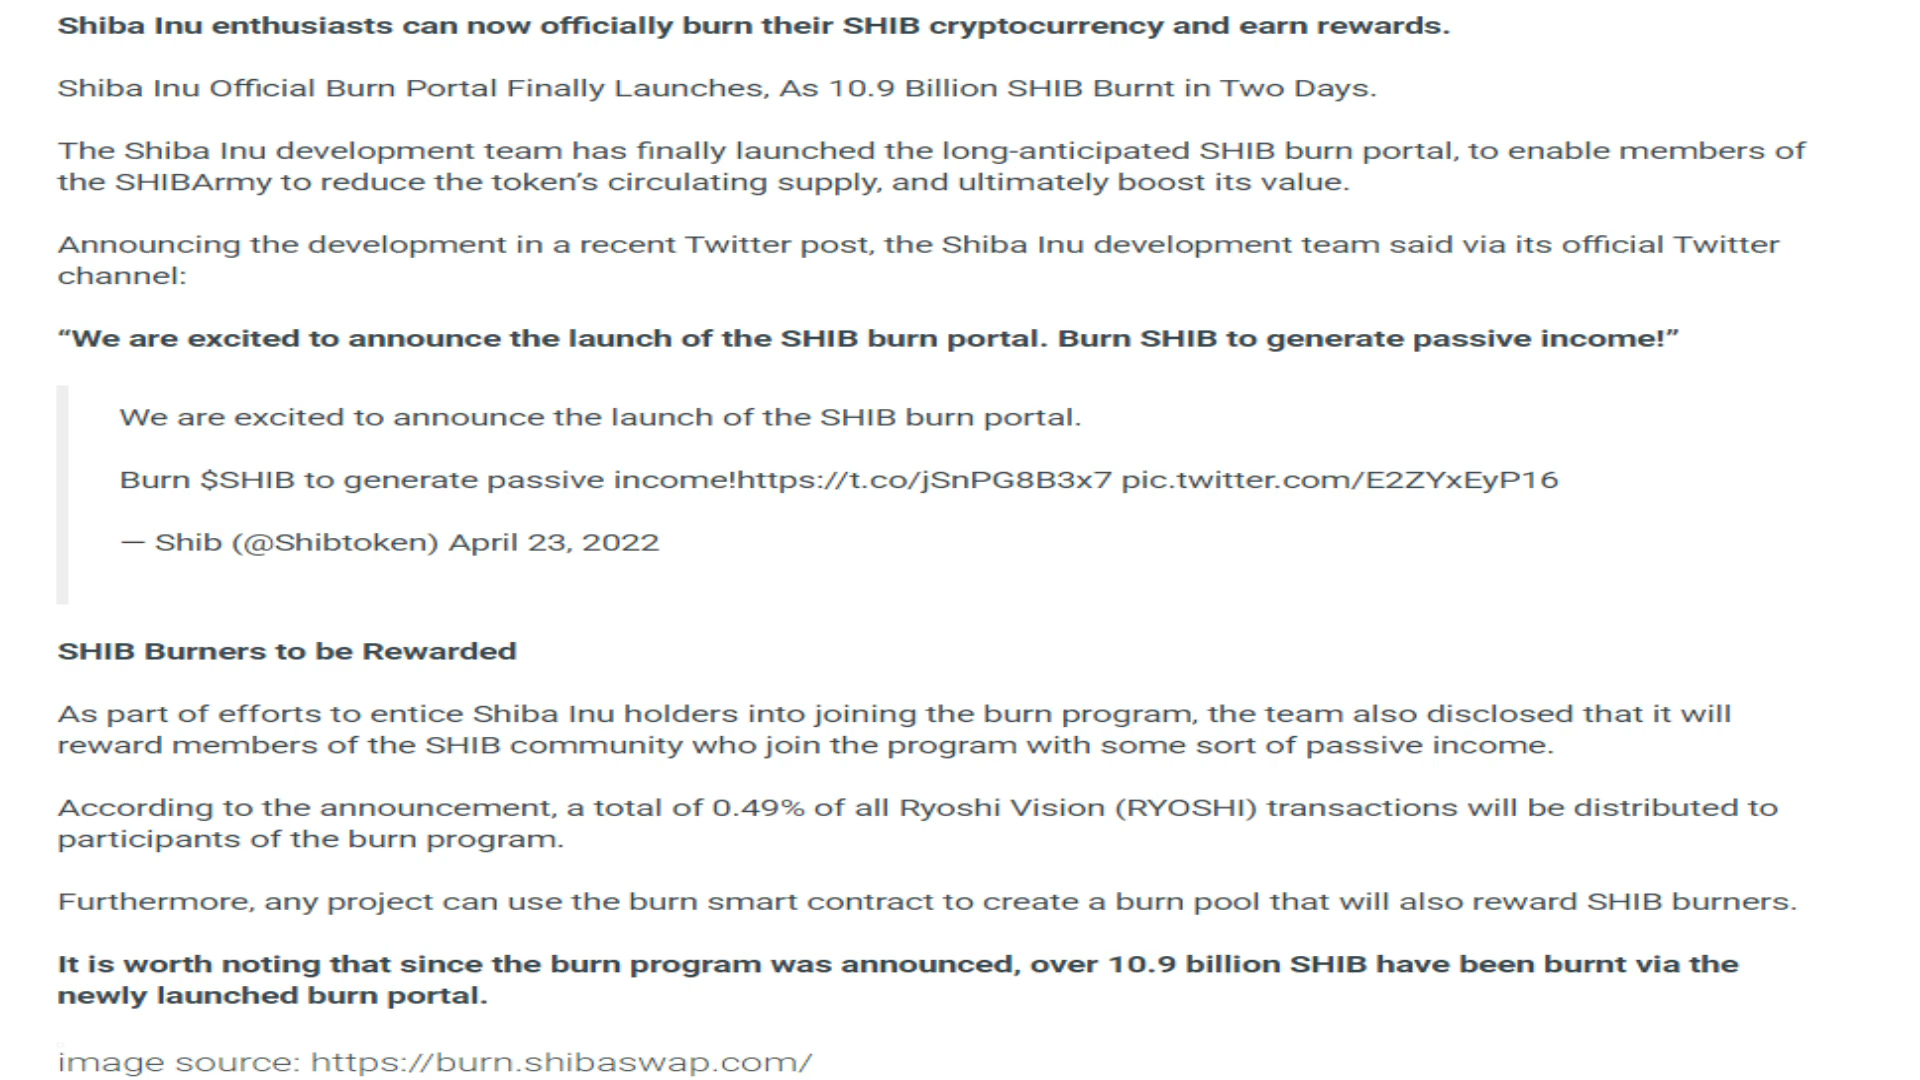 Shiba Inu enthusiasts can now officially burn their SHIB cryptocurrency and earn rewards.
Shiba Inu Official Burn Portal Finally Launches, As 10.9 Billion SHIB Burnt in Two Days.
The Shiba Inu development team has finally launched the long-anticipated SHIB burn portal, to enable members of
the SHIBArmy to reduce the token’s circulating supply, and ultimately boost its value.
Announcing the development in a recent Twitter post, the Shiba Inu development team said via its official Twitter
channel:
“We are excited to announce the launch of the SHIB burn portal. Burn SHIB to generate passive income!”
We are excited to announce the launch of the SHIB burn portal.
Burn $SHIB to generate passive income!https://t.co/jSnPG8B3x7 pic.twitter.com/E2ZYxEyP16
— Shib (@Shibtoken) April 23, 2022
SHIB Burners to be Rewarded
As part of efforts to entice Shiba Inu holders into joining the burn program, the team also disclosed that it will
reward members of the SHIB community who join the program with some sort of passive income.
According to the announcement, a total of 0.49% of all Ryoshi Vision (RYOSHI) transactions will be distributed to
participants of the burn program.
Furthermore, any project can use the burn smart contract to create a burn pool that will also reward SHIB burners.
It is worth noting that since the burn program was announced, over 10.9 billion SHIB have been burnt via the
newly launched burn portal.
image source: https://burn.shibaswap.com/